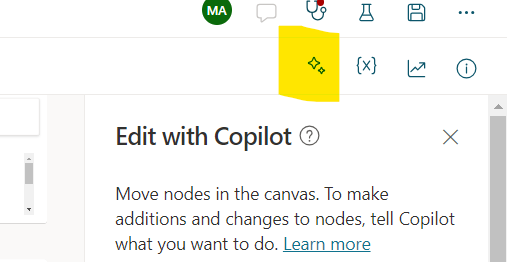 MA
{x}
Edit with Copilot
Move nodes in the canvas. To make
additions and changes to nodes, tell Copilot
what you want to do. Learn more